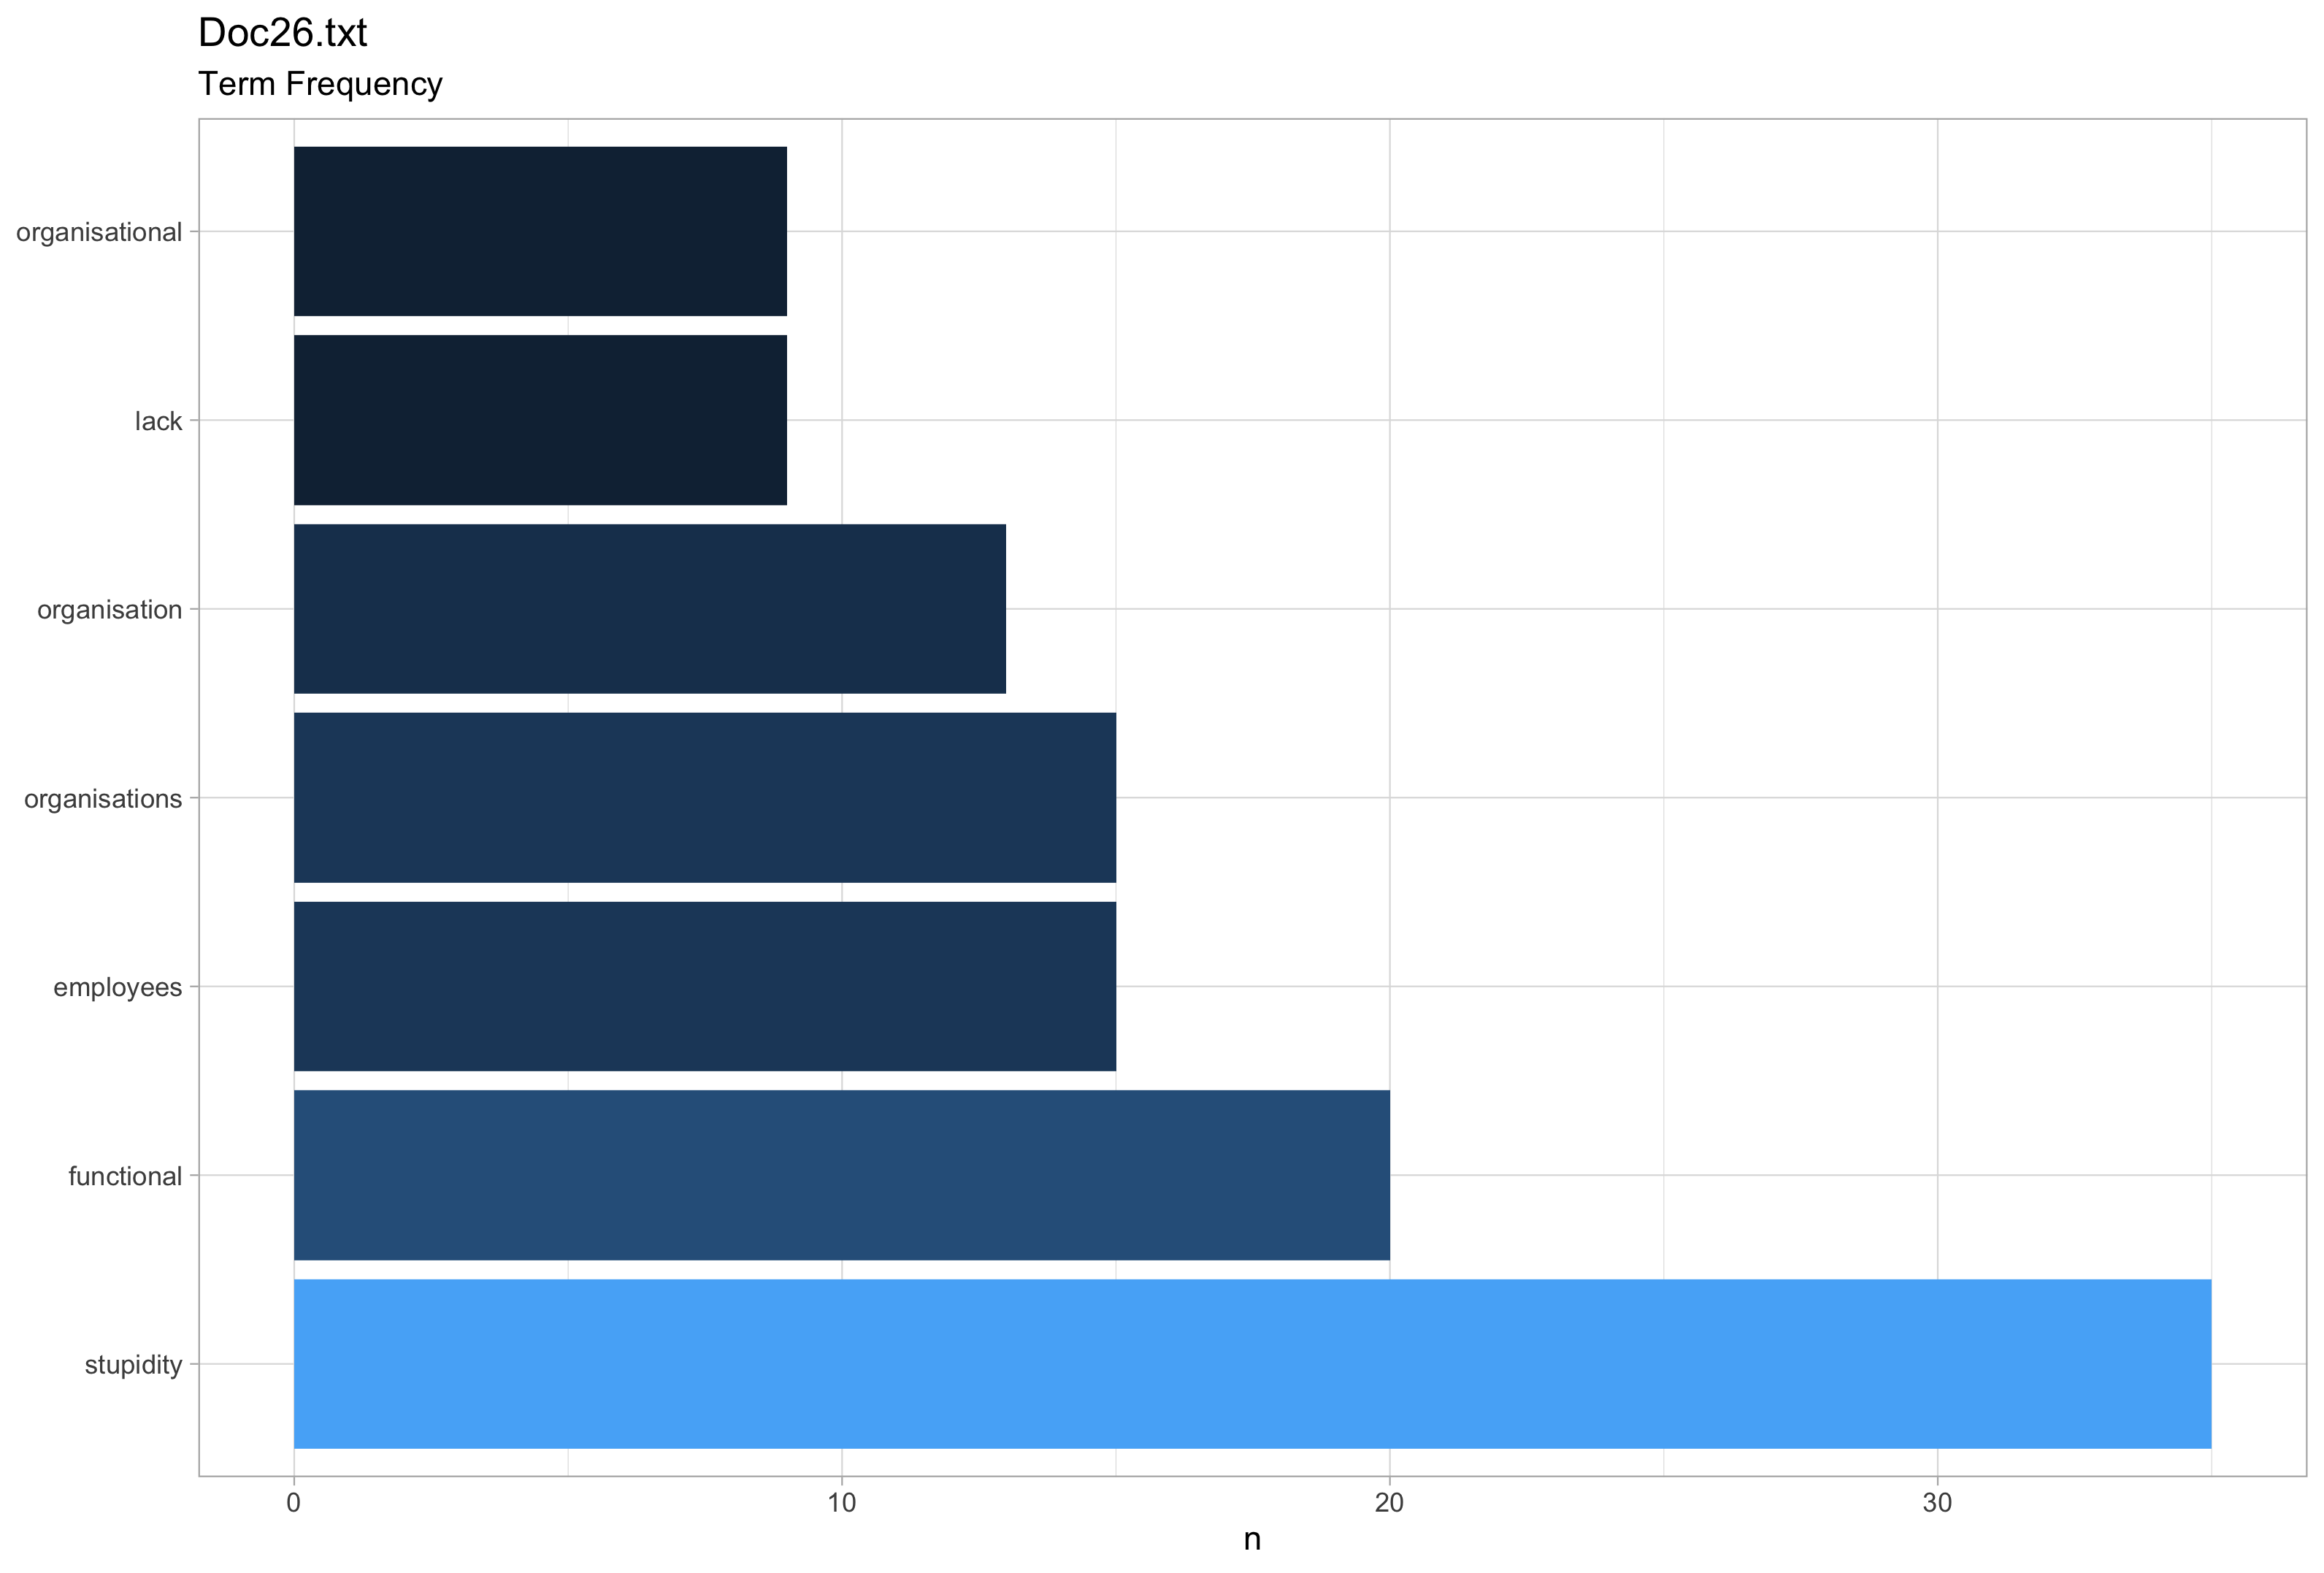 Doc26.txt
Term Frequency
organisational
lack
organisation
organisations
employees
functional
stupidity
0 10 20 30
n